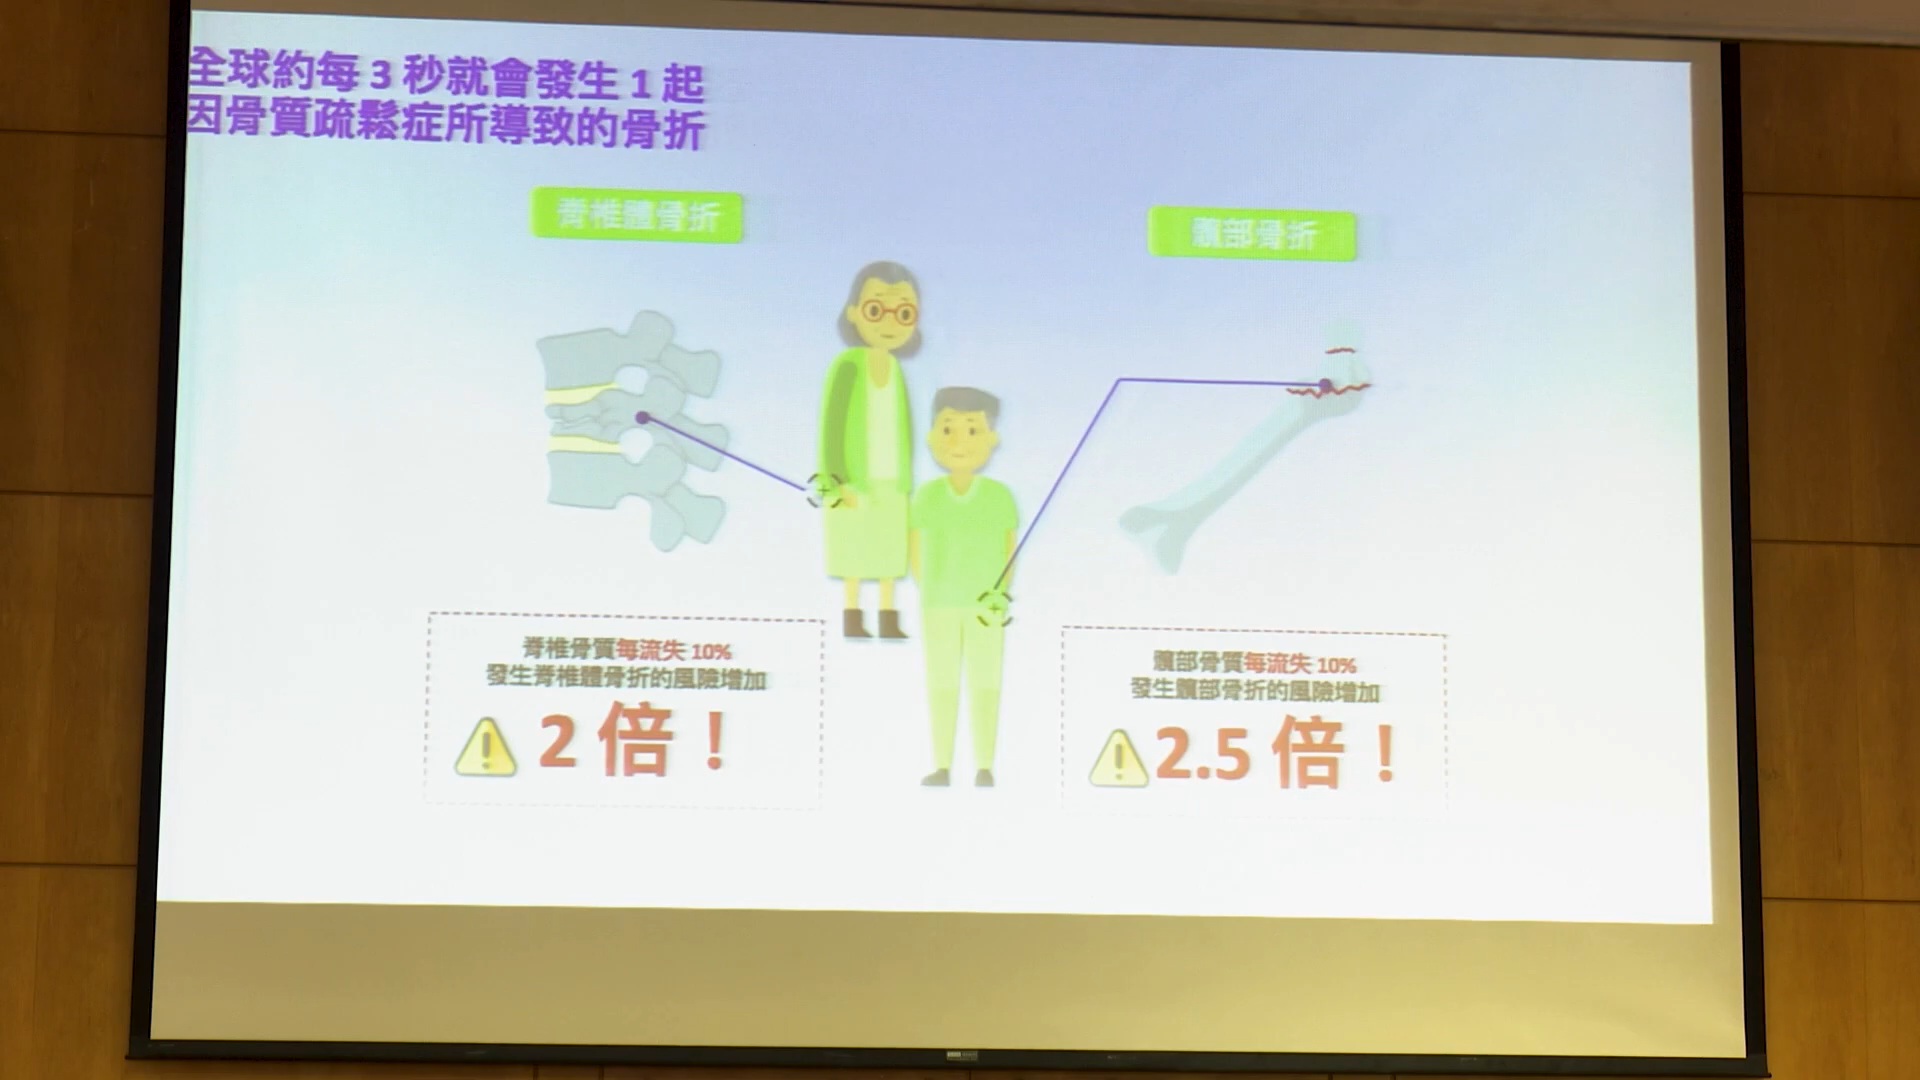 全球約每 3 秒就會發生 1 起
因骨質疏鬆症所導致的骨折
脊椎體骨折
髖部骨折
脊椎骨質每流失 10%
發生脊椎體骨折的風險增加
2 倍！
髖部骨質每流失 10%
發生髖部骨折的風險增加
2.5 倍！